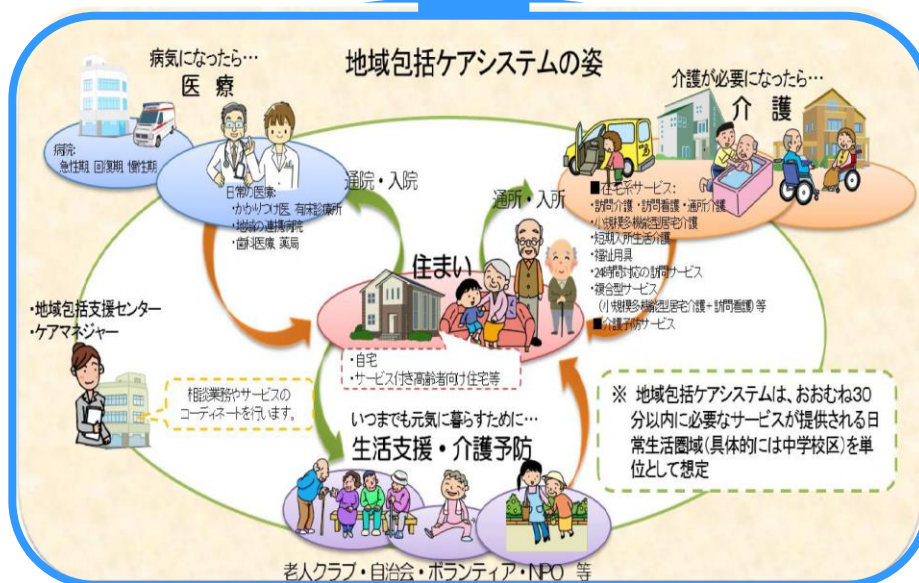 地域包括ケアシステムの姿
病気になったら…
医 療
病院:
急性期 回復期 慢性期
日常の医療:
・かかりつけ医、有床診療所
・地域の連携病院
・歯科医療、薬局
通院・入院
介護が必要になったら…
介 護
通所・入所
■在宅系サービス:
・訪問介護・訪問看護・通所介護
・小規模多機能型居宅介護
・短期入所生活介護
・福祉用具
・24時間対応の訪問サービス
・複合型サービス
（小規模多機能型居宅介護+訪問看護）等
■介護予防サービス
住まい
・自宅
・サービス付き高齢者向け住宅等
・地域包括支援センター
・ケアマネジャー
相談業務やサービスの
コーディネートを行います。
いつまでも元気に暮らすために…
生活支援・介護予防
老人クラブ・自治会・ボランティア・NPO 等
※ 地域包括ケアシステムは、おおむね30
分以内に必要なサービスが提供される日
常生活圏域（具体的には中学校区）を単
位として想定